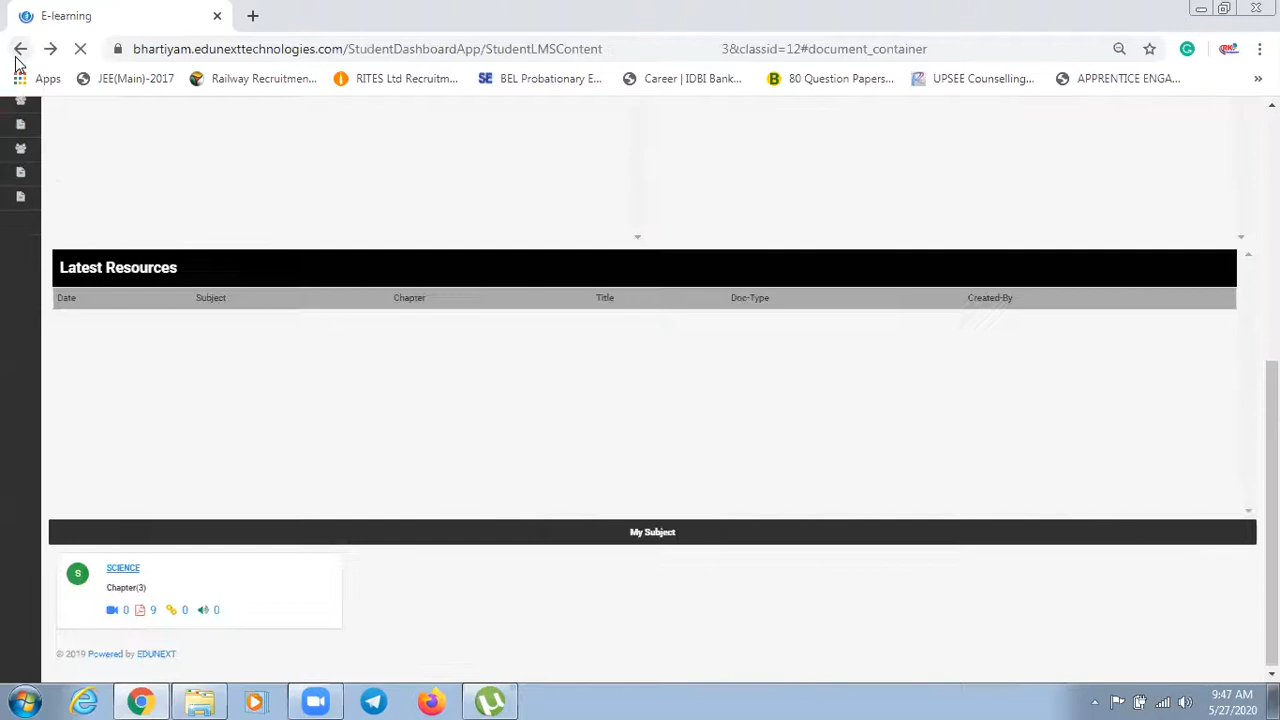 E-learning
bhartiyam.edunexttechnologies.com/StudentDashboardApp/StudentLMSContent 3&classid=12#document_container
Apps JEE(Main)-2017 Railway Recruitmen... RITES Ltd Recruitm... SE BEL Probationary E... Career | IDBI Bank... B 80 Question Papers... UPSEE Counselling... APPRENTICE ENGA... »
Latest Resources
Date Subject Chapter Title Doc-Type Created-By
My Subject
S SCIENCE
Chapter(3)
0 9 0 0
© 2019 Powered by EDUNEXT
9:47 AM
5/27/2020